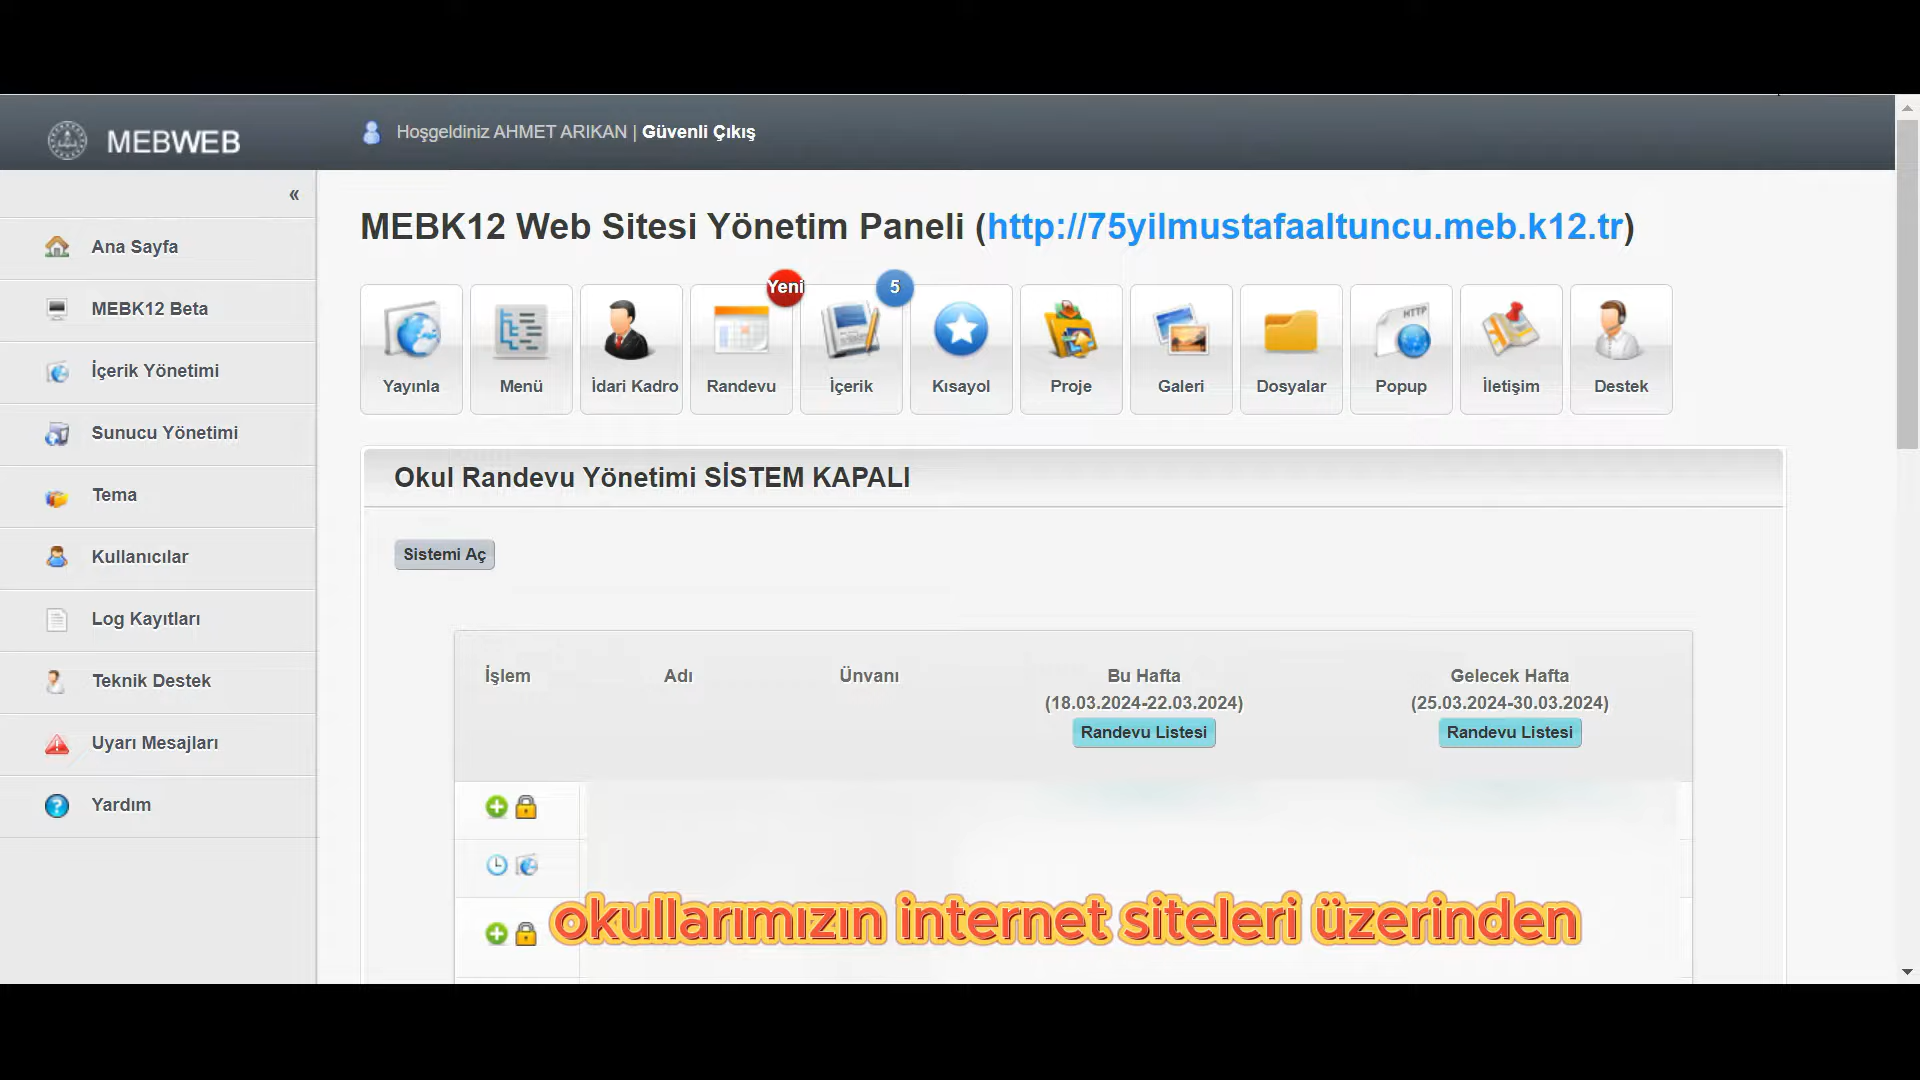 MEBWEB
Hoşgeldiniz AHMET ARIKAN | Güvenli Çıkış
«
Ana Sayfa
MEBK12 Beta
İçerik Yönetimi
Sunucu Yönetimi
Tema
Kullanıcılar
Log Kayıtları
Teknik Destek
Uyarı Mesajları
Yardım
MEBK12 Web Sitesi Yönetim Paneli (http://75yilmustafaaltuncu.meb.k12.tr)
Yeni
5
HTTP
Yayınla
Menü
İdari Kadro
Randevu
İçerik
Kısayol
Proje
Galeri
Dosyalar
Popup
İletişim
Destek
Okul Randevu Yönetimi SİSTEM KAPALI
Sistemi Aç
İşlem
Adı
Ünvanı
Bu Hafta
(18.03.2024-22.03.2024)
Randevu Listesi
Gelecek Hafta
(25.03.2024-30.03.2024)
Randevu Listesi
okullarımızın internet siteleri üzerinden